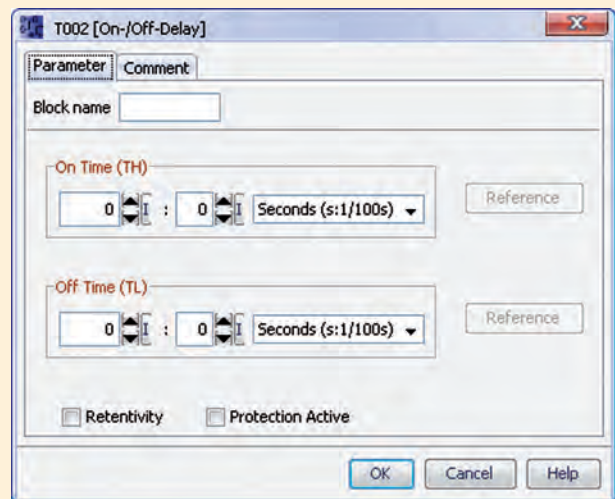 T002 [On-/Off-Delay]
Parameter Comment
Block name
On Time (TH)
0 : 0 Seconds (s:1/100s) Reference
Off Time (TL)
0 : 0 Seconds (s:1/100s) Reference
Retentivity Protection Active
OK Cancel Help